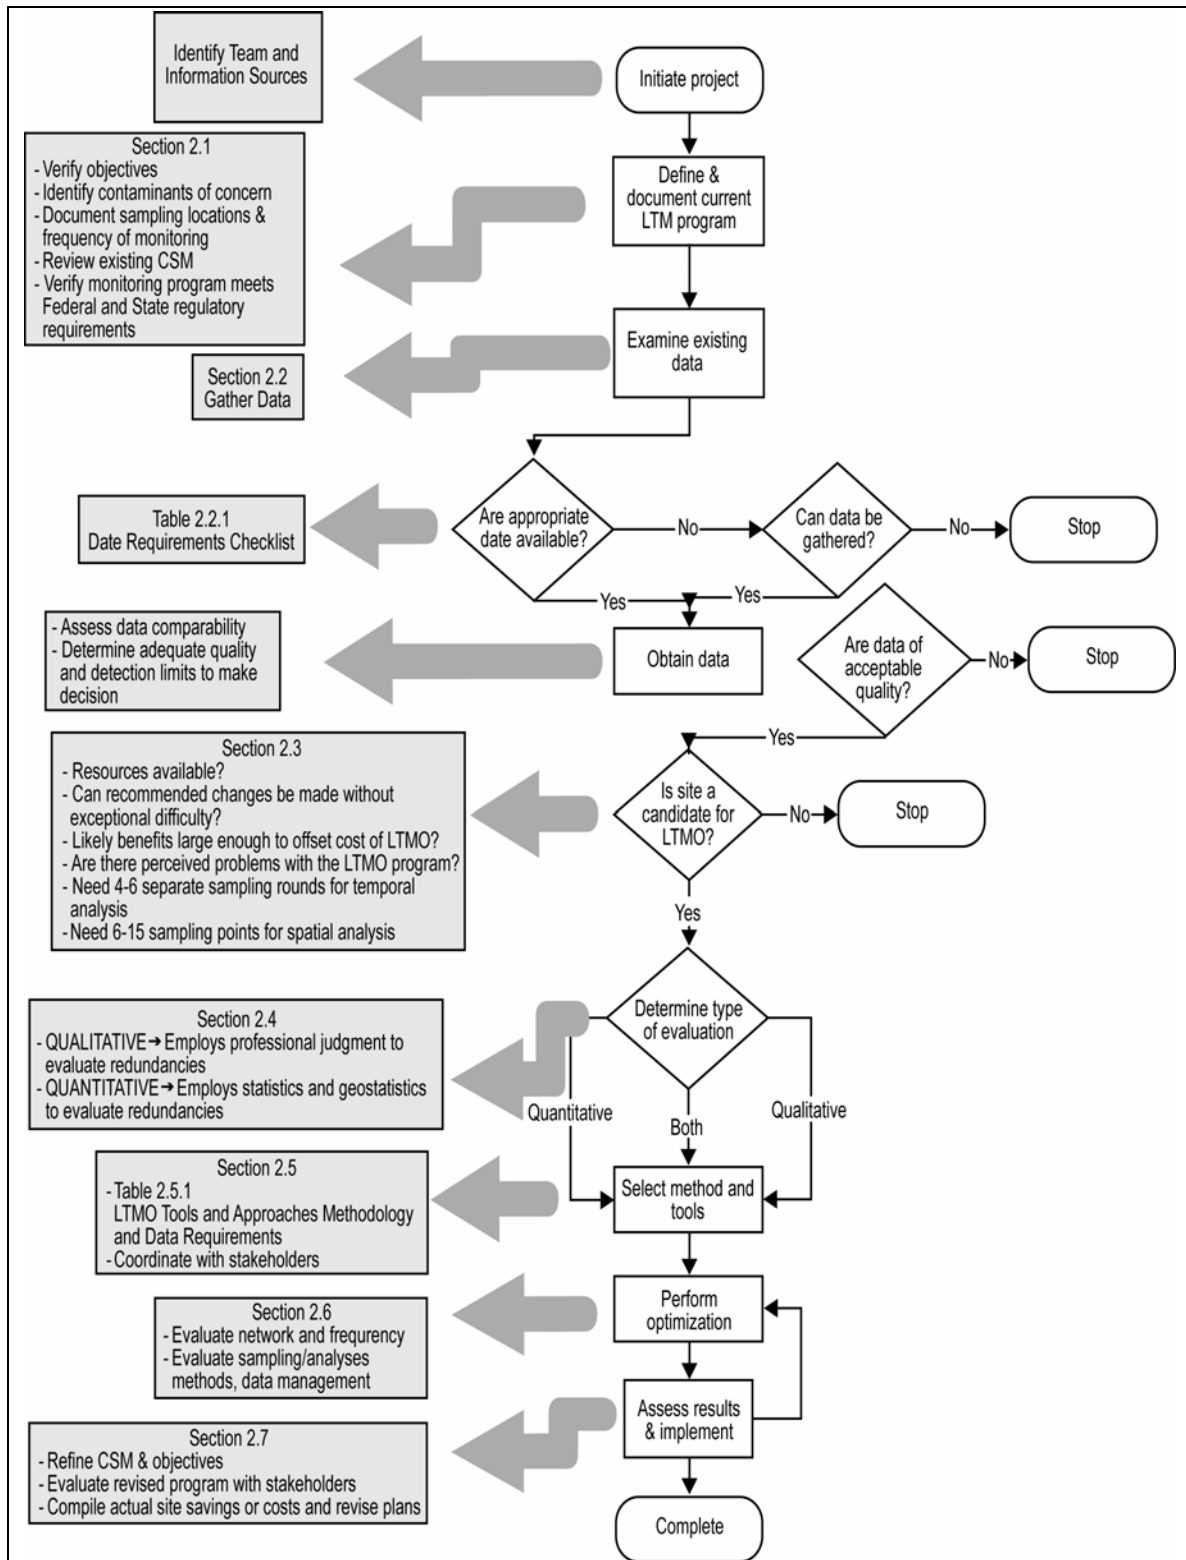 Identify Team and
Information Sources
Initiate project
Section 2.1
- Verify objectives
- Identify contaminants of concern
- Document sampling locations &
frequency of monitoring
- Review existing CSM
- Verify monitoring program meets
Federal and State regulatory
requirements
Define &
document current
LTM program
Section 2.2
Gather Data
Examine existing
data
Table 2.2.1
Date Requirements Checklist
Are appropriate
date available?
No
Can data be
gathered?
No
Stop
Yes
Yes
- Assess data comparability
- Determine adequate quality
and detection limits to make
decision
Obtain data
Are data of
acceptable
quality?
No
Stop
Yes
Section 2.3
- Resources available?
- Can recommended changes be made without
exceptional difficulty?
- Likely benefits large enough to offset cost of LTMO?
- Are there perceived problems with the LTMO program?
- Need 4-6 separate sampling rounds for temporal
analysis
- Need 6-15 sampling points for spatial analysis
Is site a
candidate for
LTMO?
No
Stop
Yes
Section 2.4
- QUALITATIVE ➔ Employs professional judgment to
evaluate redundancies
- QUANTITATIVE ➔ Employs statistics and geostatistics
to evaluate redundancies
Determine type
of evaluation
Quantitative
Both
Qualitative
Section 2.5
- Table 2.5.1
LTMO Tools and Approaches Methodology
and Data Requirements
- Coordinate with stakeholders
Select method and
tools
Section 2.6
- Evaluate network and frequrency
- Evaluate sampling/analyses
methods, data management
Perform
optimization
Section 2.7
- Refine CSM & objectives
- Evaluate revised program with stakeholders
- Compile actual site savings or costs and revise plans
Assess results
& implement
Complete